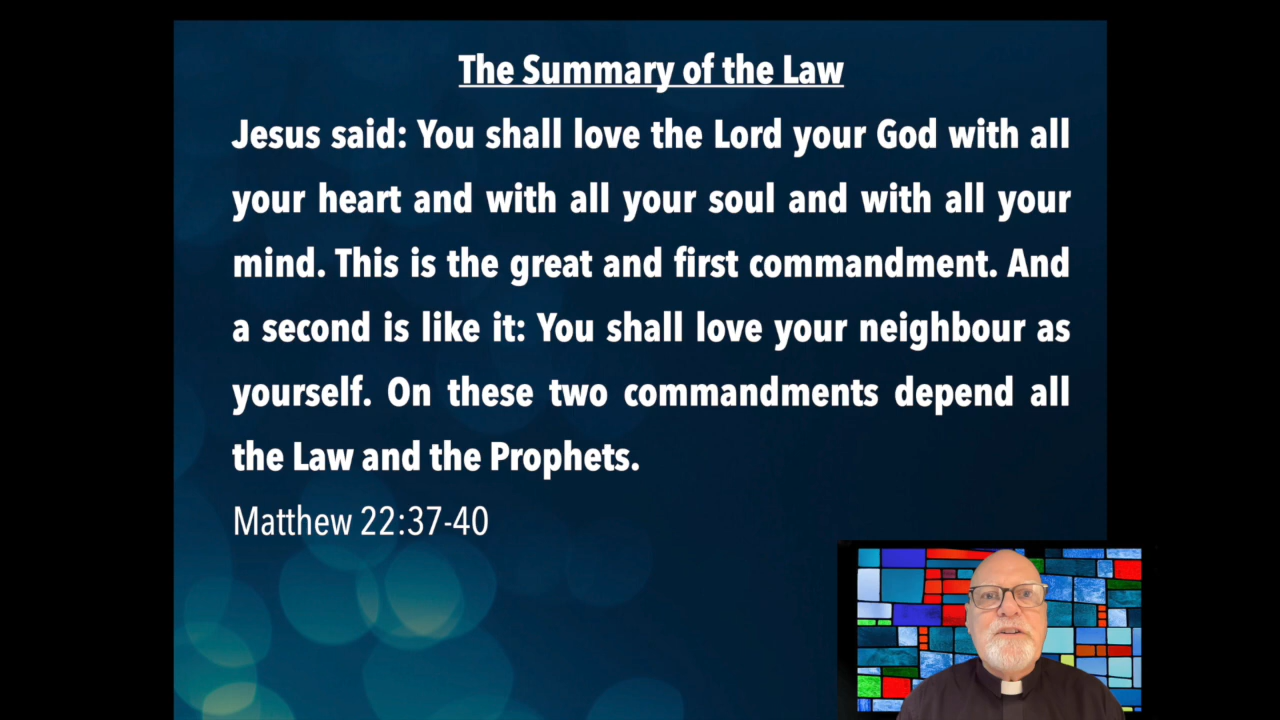 The Summary of the Law
Jesus said: You shall love the Lord your God with all
your heart and with all your soul and with all your
mind. This is the great and first commandment. And
a second is like it: You shall love your neighbour as
yourself. On these two commandments depend all
the Law and the Prophets.
Matthew 22:37-40